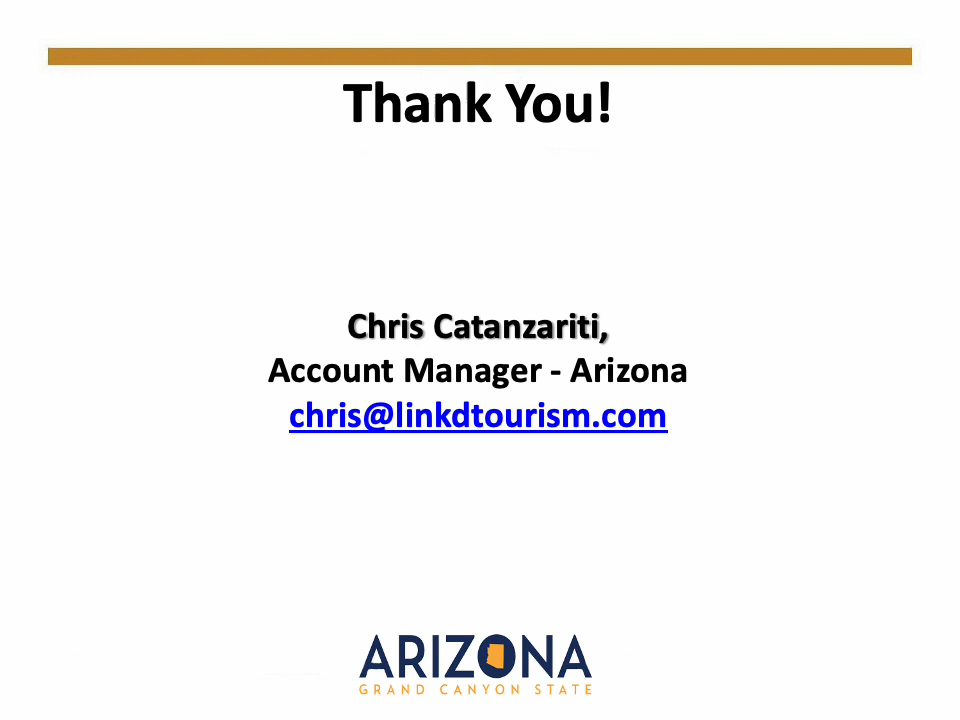 Thank You!
Chris Catanzariti,
Account Manager - Arizona
chris@linkdtourism.com
ARIZONA
GRAND CANYON STATE